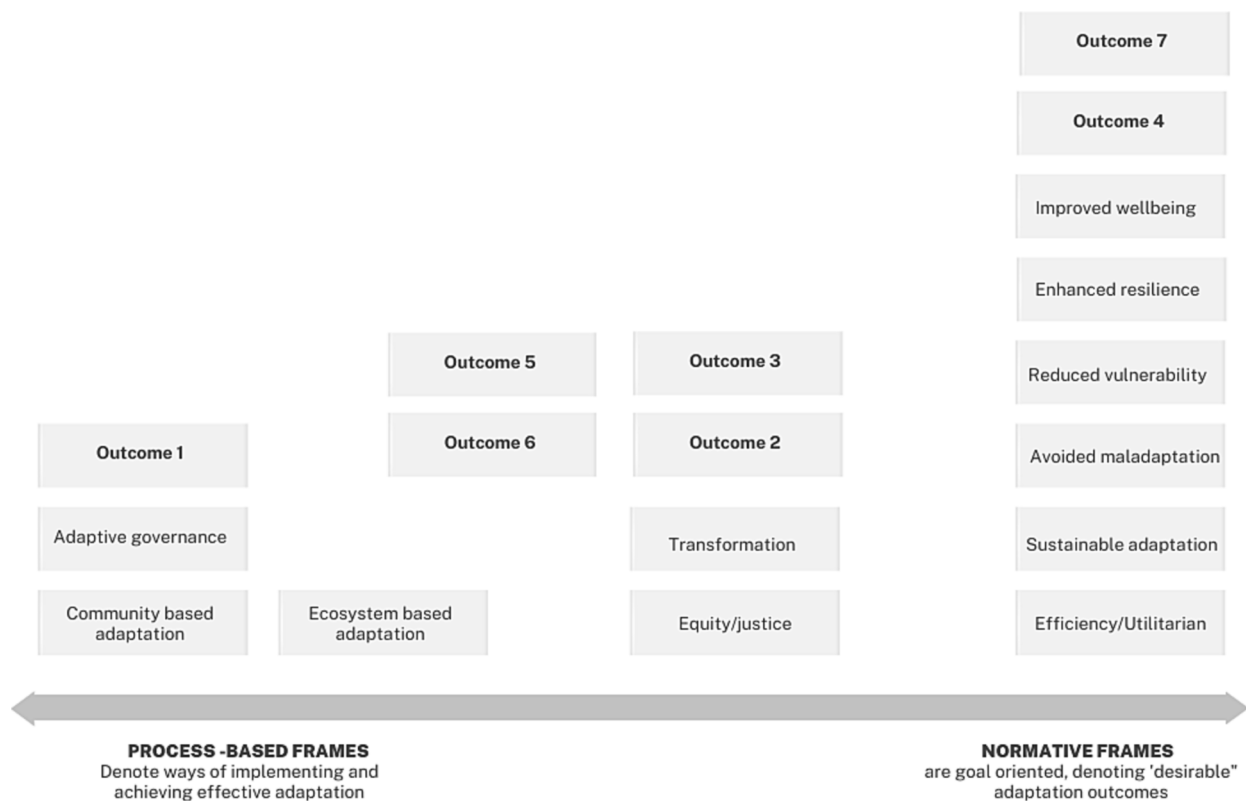 Outcome 7
Outcome 4
Improved wellbeing
Enhanced resilience
Outcome 5
Outcome 3
Reduced vulnerability
Outcome 1
Outcome 6
Outcome 2
Avoided maladaptation
Adaptive governance
Transformation
Sustainable adaptation
Community based
adaptation
Ecosystem based
adaptation
Equity/justice
Efficiency/Utilitarian
PROCESS -BASED FRAMES
Denote ways of implementing and
achieving effective adaptation
NORMATIVE FRAMES
are goal oriented, denoting 'desirable"
adaptation outcomes